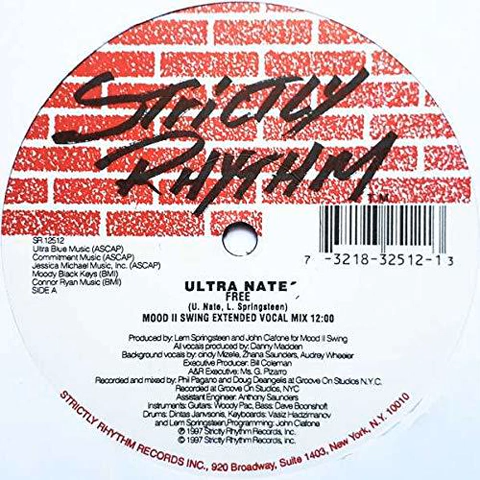 STRICTLY
RHYTHM
TM
SR 12512
Ultra Blue Music (ASCAP)
Commitment Music (ASCAP)
Jessica Michael Music, Inc. (ASCAP)
Moody Black Keys (BMI)
Connor Ryan Music (BMI)
SIDE A
7 -3218-32512-1 3
ULTRA NATE´
FREE
(U. Nate, L. Springsteen)
MOOD II SWING EXTENDED VOCAL MIX 12:00
Produced by: Lem Springsteen and John Ciafone for Mood II Swing
All vocals produced by: Danny Madden
Background vocals by: cindy Mizelle, Zhana Saunders, Audrey Wheeler
Executive Producer: Bill Coleman
A&R Executive: Ms. G. Pizarro
Recorded and mixed by: Phil Pagano and Doug Deangelis at Groove On Studios N.Y.C.
Recorded at Groove On Studios, NYC
Assistant Engineer: Anthony Saunders
Instruments: Guitars: Woody Pac, Bass: Dave Boonshoft
Drums: Dintas Janvsonis, Keyboards: Vasiz Hadzimanov
and Lem Springsteen, Programming: John Ciafone
℗ 1997 Strictly Rhythm Records, Inc.
© 1997 Strictly Rhythm Records, Inc.
STRICTLY RHYTHM RECORDS INC., 920 Broadway, Suite 1403, New York, N.Y. 10010